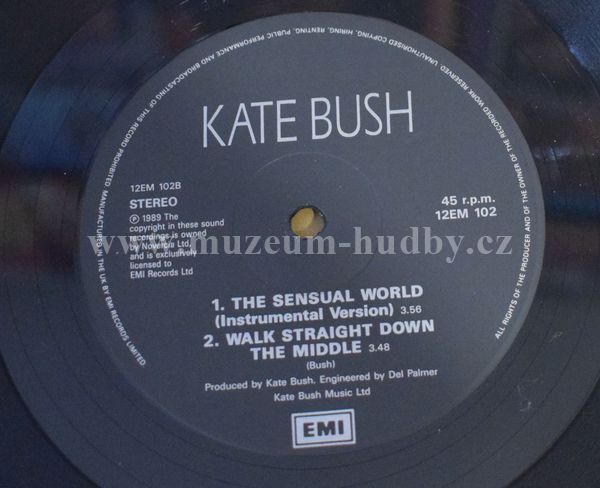 KATE BUSH
12EM 102B
STEREO
℗ 1989 The
copyright in these sound
recordings is owned
by Novercia Ltd.
and is exclusively
licensed to
EMI Records Ltd
45 r.p.m.
12EM 102
www.muzeum-hudby.cz
1. THE SENSUAL WORLD
(Instrumental Version) 3.56
2. WALK STRAIGHT DOWN
THE MIDDLE 3.48
(Bush)
Produced by Kate Bush. Engineered by Del Palmer
Kate Bush Music Ltd
EMI
ALL RIGHTS OF THE PRODUCER AND OF THE OWNER OF THE RECORDED WORK RESERVED. UNAUTHORISED COPYING, HIRING, RENTING, PUBLIC PERFORMANCE AND BROADCASTING OF THIS RECORD PROHIBITED. MANUFACTURED IN THE UK BY EMI RECORDS LIMITED.